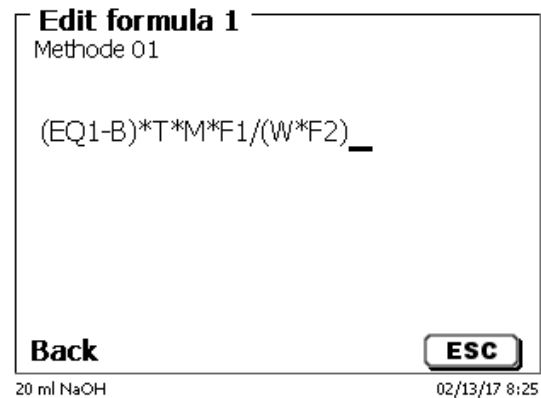 Edit formula 1
Methode 01
(EQ1-B)*T*M*F1/(W*F2)_
Back
ESC
20 ml NaOH
02/13/17 8:25